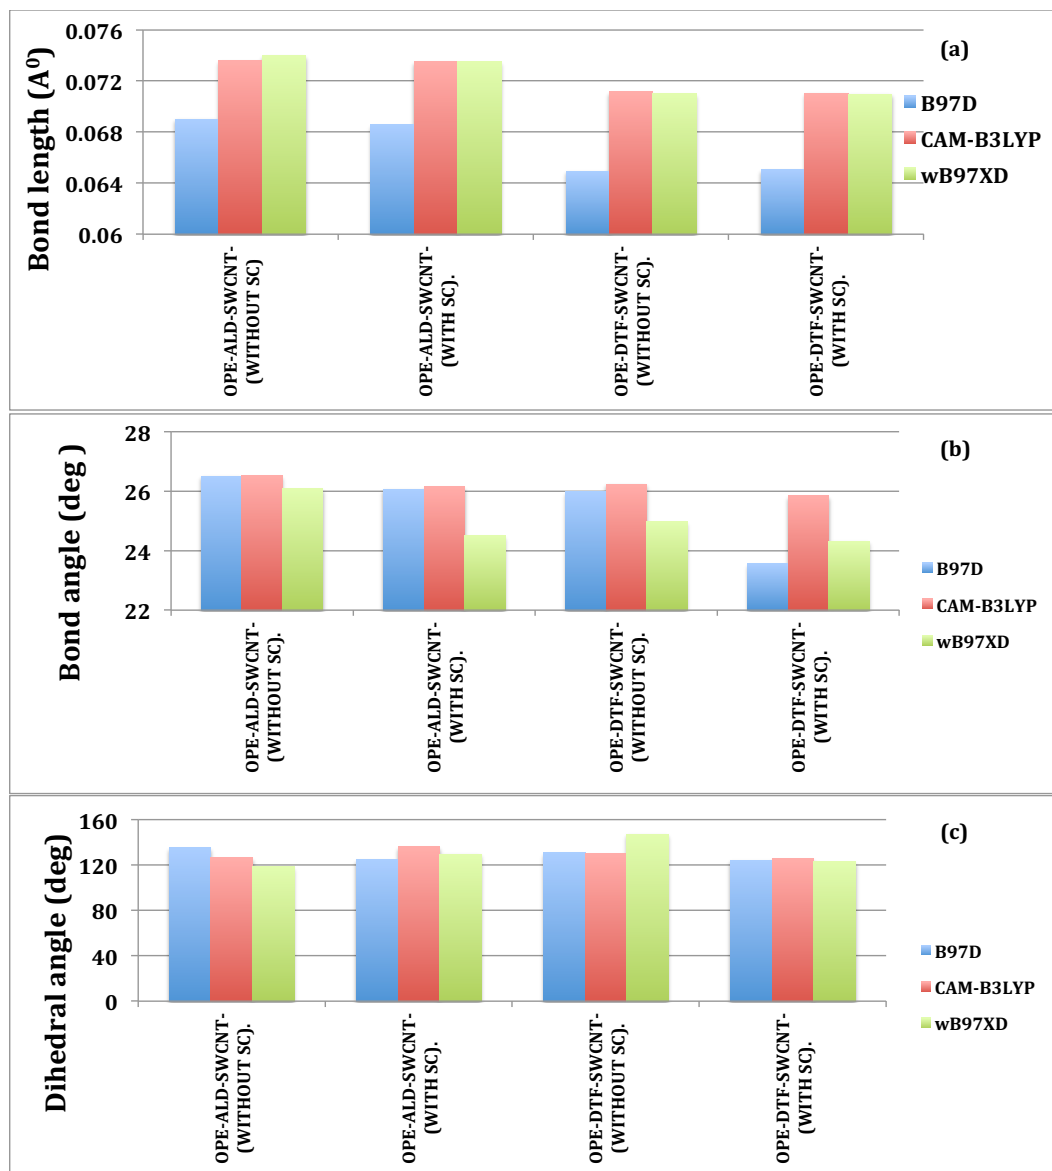 (a)
Bond length (A⁰)
0.076
0.072
0.068
0.064
0.06
B97D
CAM-B3LYP
wB97XD
OPE-ALD-SWCNT-
(WITHOUT SC)
OPE-ALD-SWCNT-
(WITH SC).
OPE-DTF-SWCNT-
(WITHOUT SC).
OPE-DTF-SWCNT-
(WITH SC).
(b)
Bond angle (deg )
28
26
24
22
B97D
CAM-B3LYP
wB97XD
OPE-ALD-SWCNT-
(WITHOUT SC).
OPE-ALD-SWCNT-
(WITH SC).
OPE-DTF-SWCNT-
(WITHOUT SC).
OPE-DTF-SWCNT-
(WITH SC).
(c)
Dihedral angle (deg)
160
120
80
40
0
B97D
CAM-B3LYP
wB97XD
OPE-ALD-SWCNT-
(WITHOUT SC).
OPE-ALD-SWCNT-
(WITH SC).
OPE-DTF-SWCNT-
(WITHOUT SC).
OPE-DTF-SWCNT-
(WITH SC).